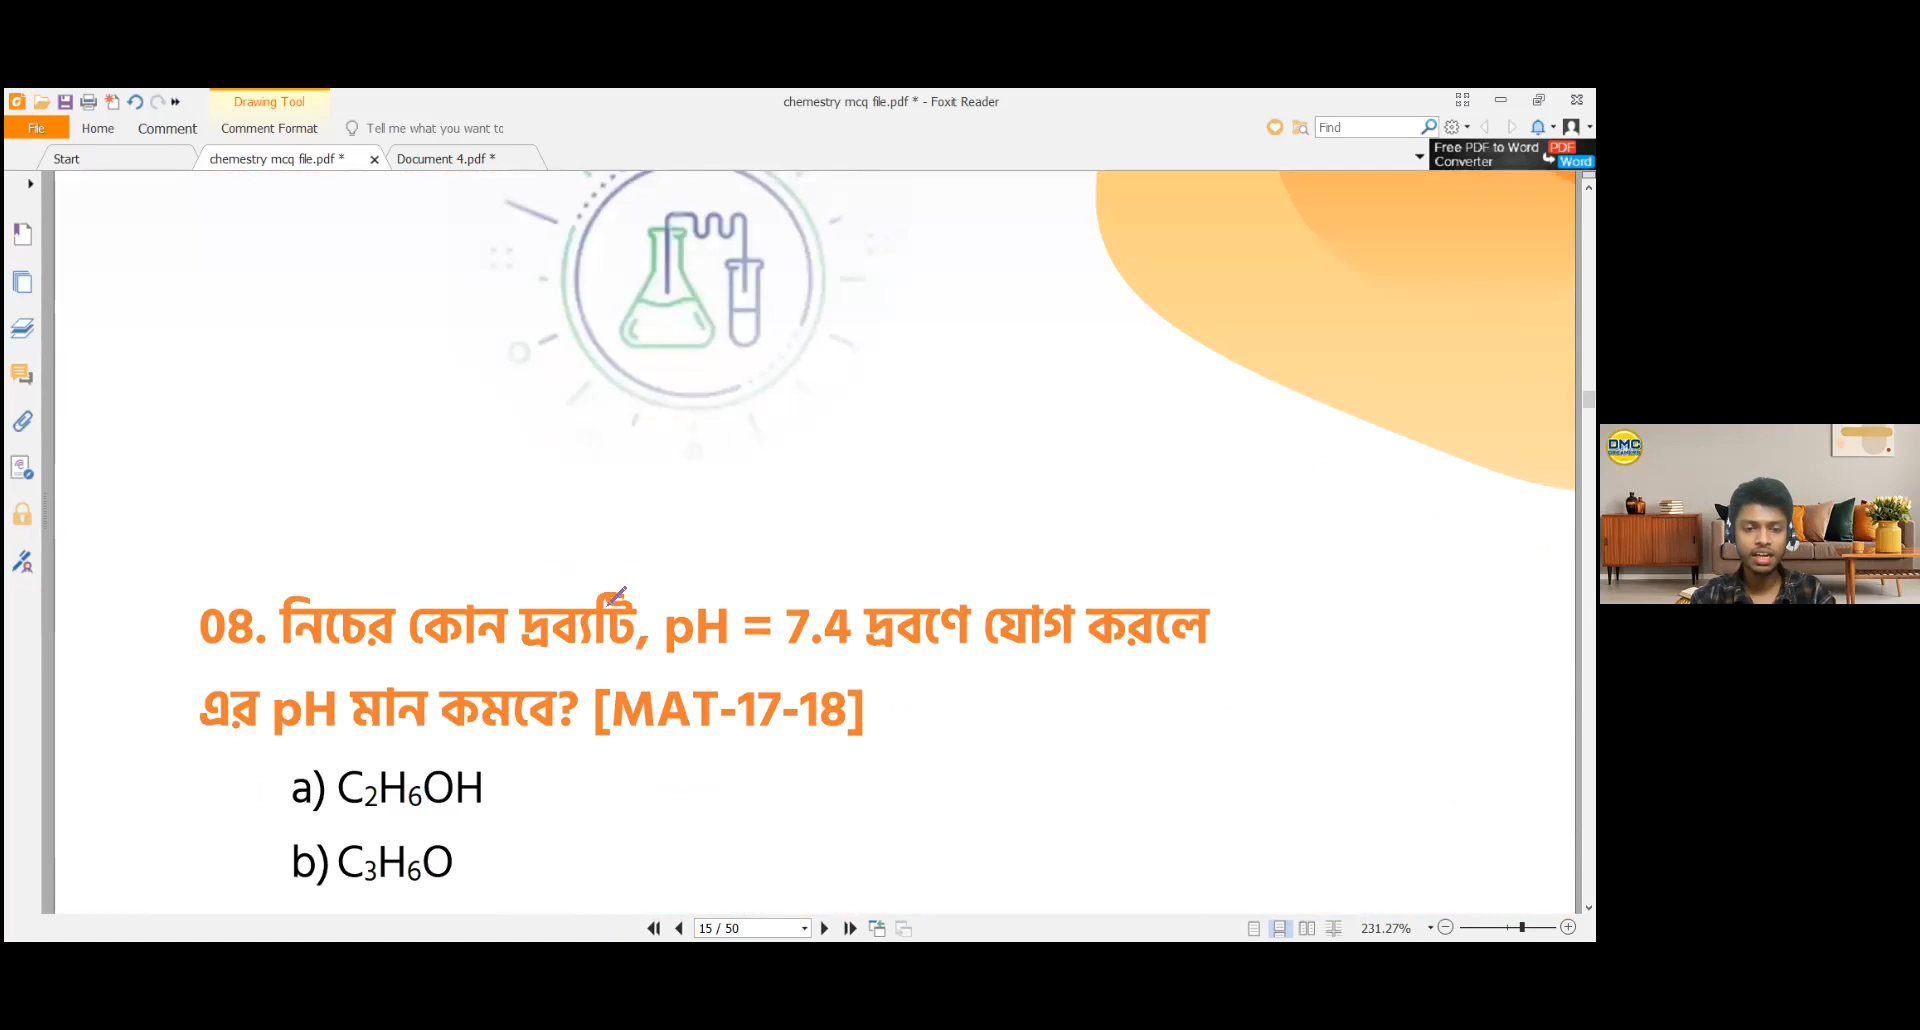 Drawing Tool
chemestry mcq file.pdf * - Foxit Reader
File Home Comment Comment Format Tell me what you want tc
Find
Free PDF to Word Converter PDF Word
Start chemestry mcq file.pdf * Document 4.pdf *
DMC
DREAMERS
08. নিচের কোন দ্রব্যটি, pH = 7.4 দ্রবণে যোগ করলে
এর pH মান কমবে? [MAT-17-18]
a) C₂H₆OH
b) C₃H₆O
15 / 50
231.27%